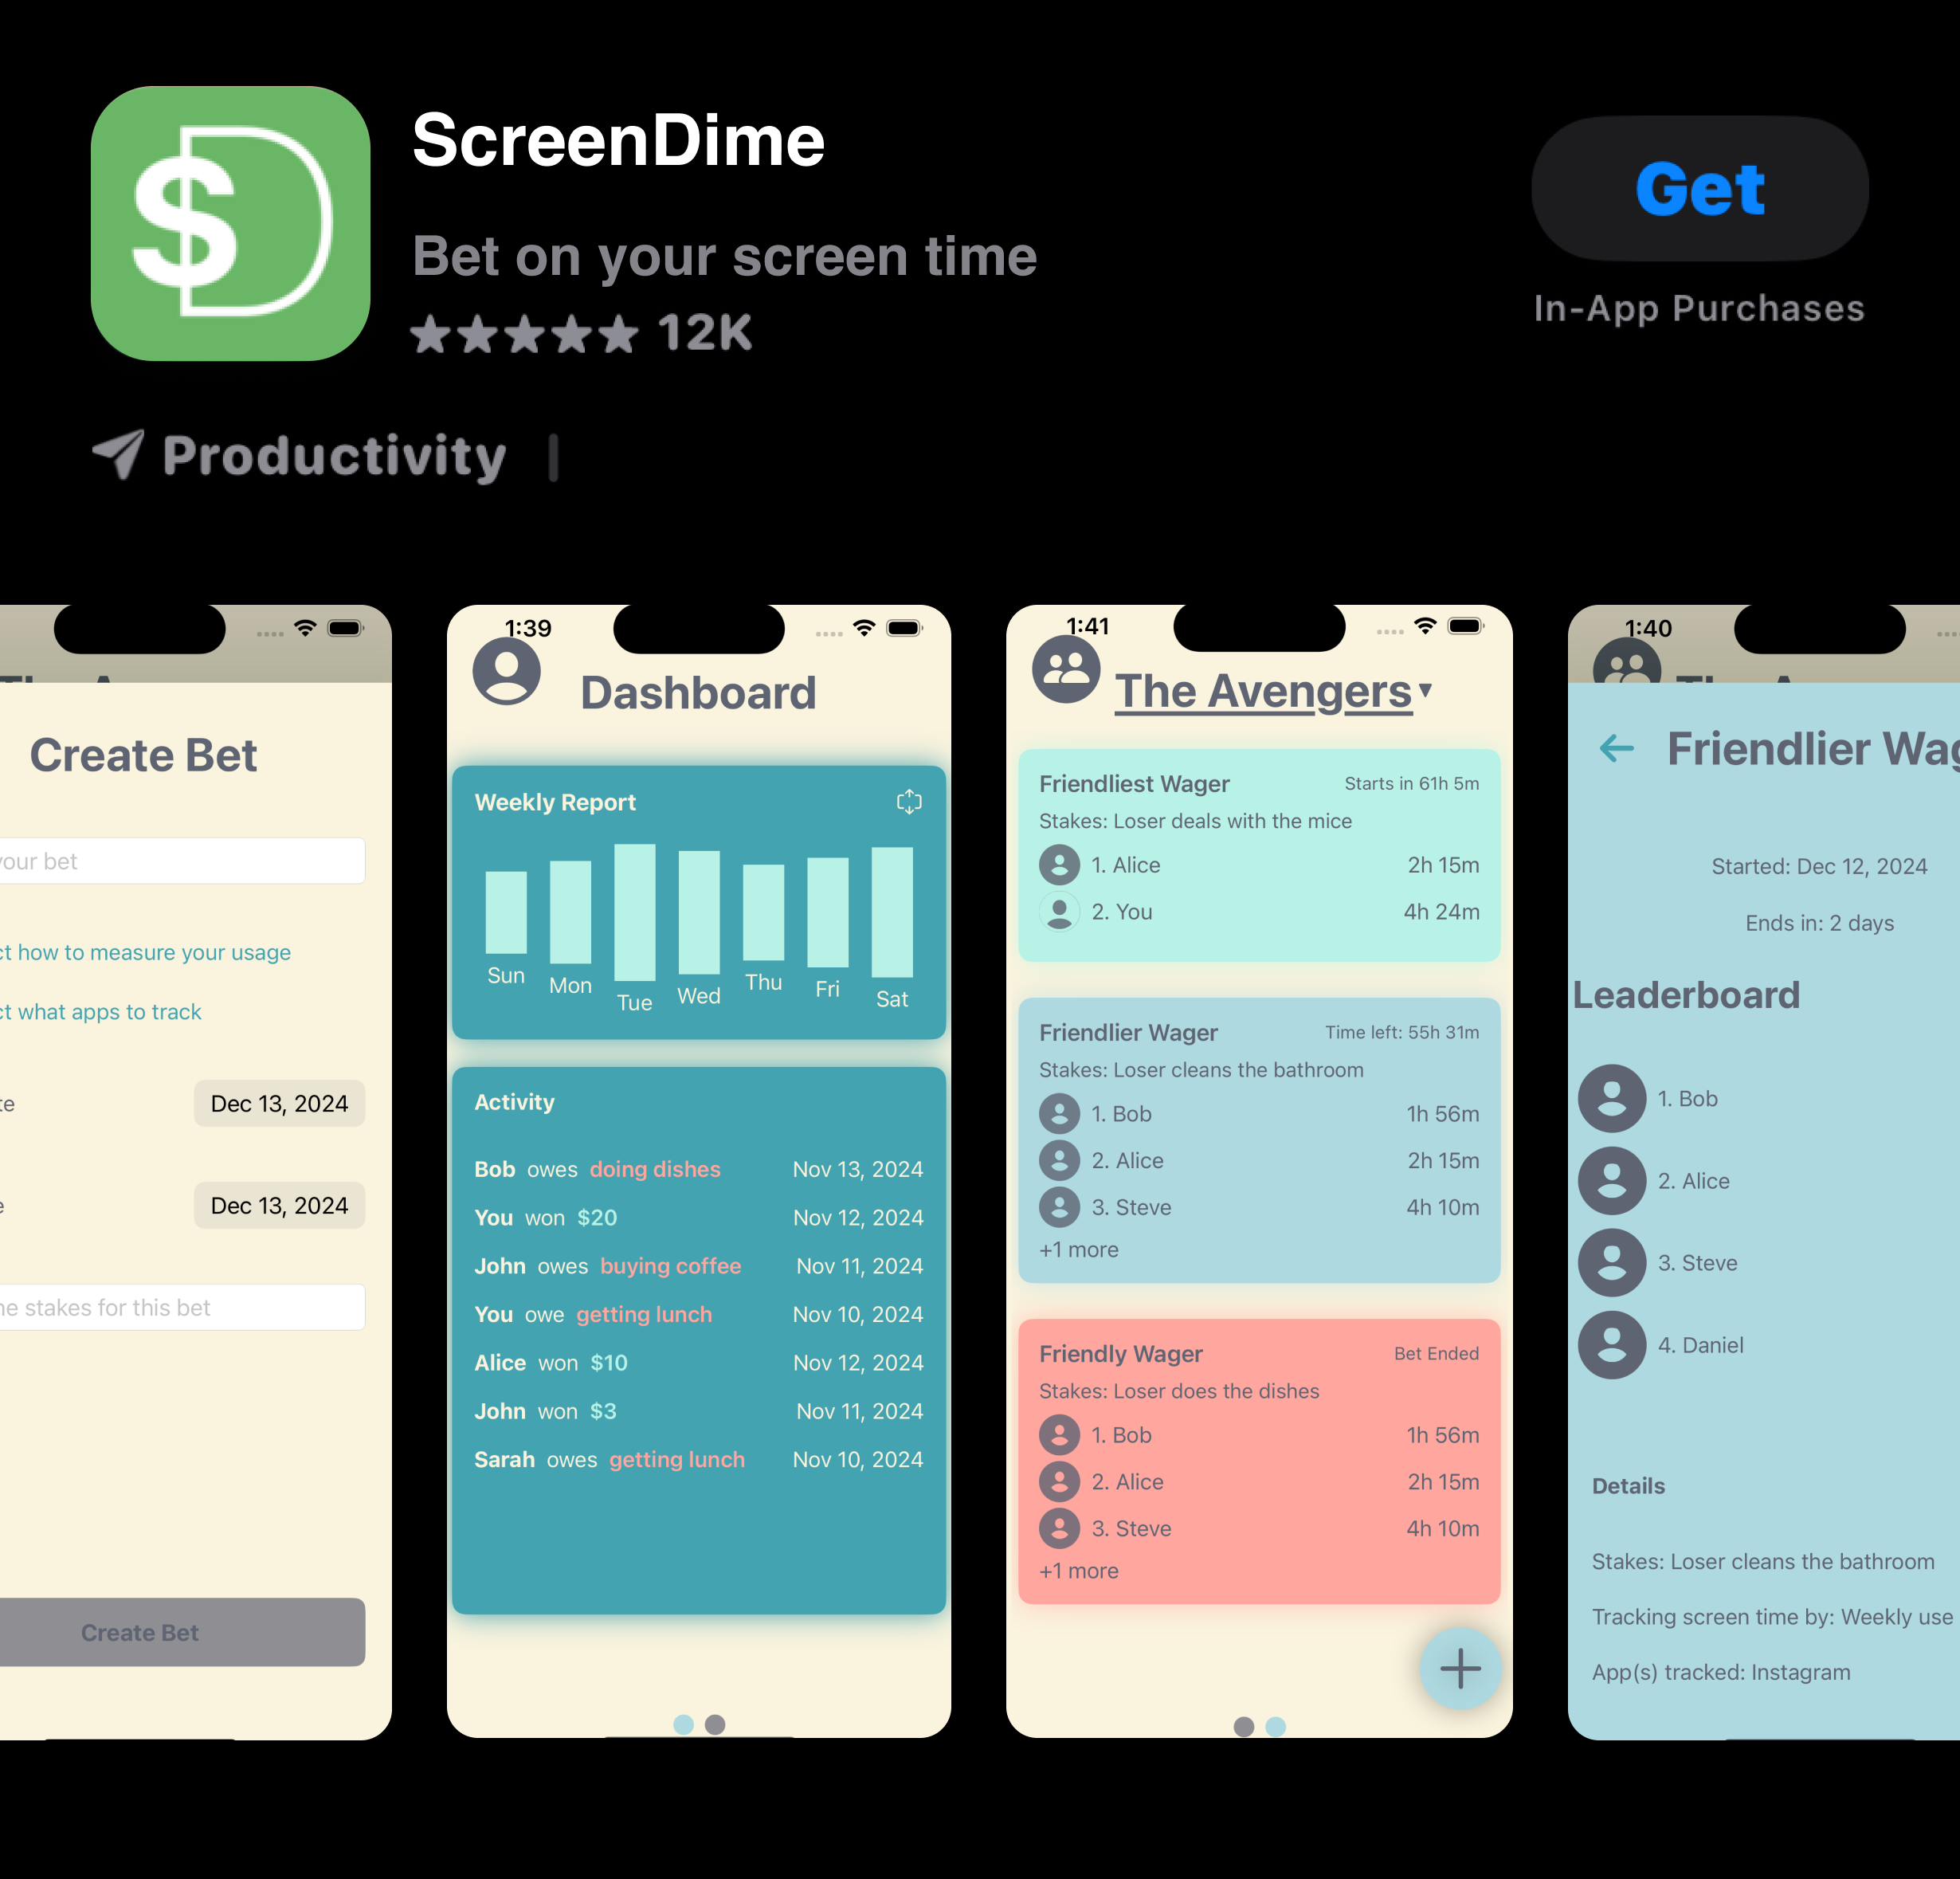 $D
ScreenDime
Bet on your screen time
★★★★★ 12K
Get
In-App Purchases
Productivity
Create Bet
your bet
ct how to measure your usage
ct what apps to track
te
Dec 13, 2024
e
Dec 13, 2024
ne stakes for this bet
Create Bet
1:39
Dashboard
Weekly Report
Sun Mon Tue Wed Thu Fri Sat
Activity
Bob owes doing dishes Nov 13, 2024
You won $20 Nov 12, 2024
John owes buying coffee Nov 11, 2024
You owe getting lunch Nov 10, 2024
Alice won $10 Nov 12, 2024
John won $3 Nov 11, 2024
Sarah owes getting lunch Nov 10, 2024
1:41
The Avengers
Friendliest Wager Starts in 61h 5m
Stakes: Loser deals with the mice
1. Alice 2h 15m
2. You 4h 24m
Friendlier Wager Time left: 55h 31m
Stakes: Loser cleans the bathroom
1. Bob 1h 56m
2. Alice 2h 15m
3. Steve 4h 10m
+1 more
Friendly Wager Bet Ended
Stakes: Loser does the dishes
1. Bob 1h 56m
2. Alice 2h 15m
3. Steve 4h 10m
+1 more
1:40
Friendlier Wag
Started: Dec 12, 2024
Ends in: 2 days
Leaderboard
1. Bob
2. Alice
3. Steve
4. Daniel
Details
Stakes: Loser cleans the bathroom
Tracking screen time by: Weekly use
App(s) tracked: Instagram